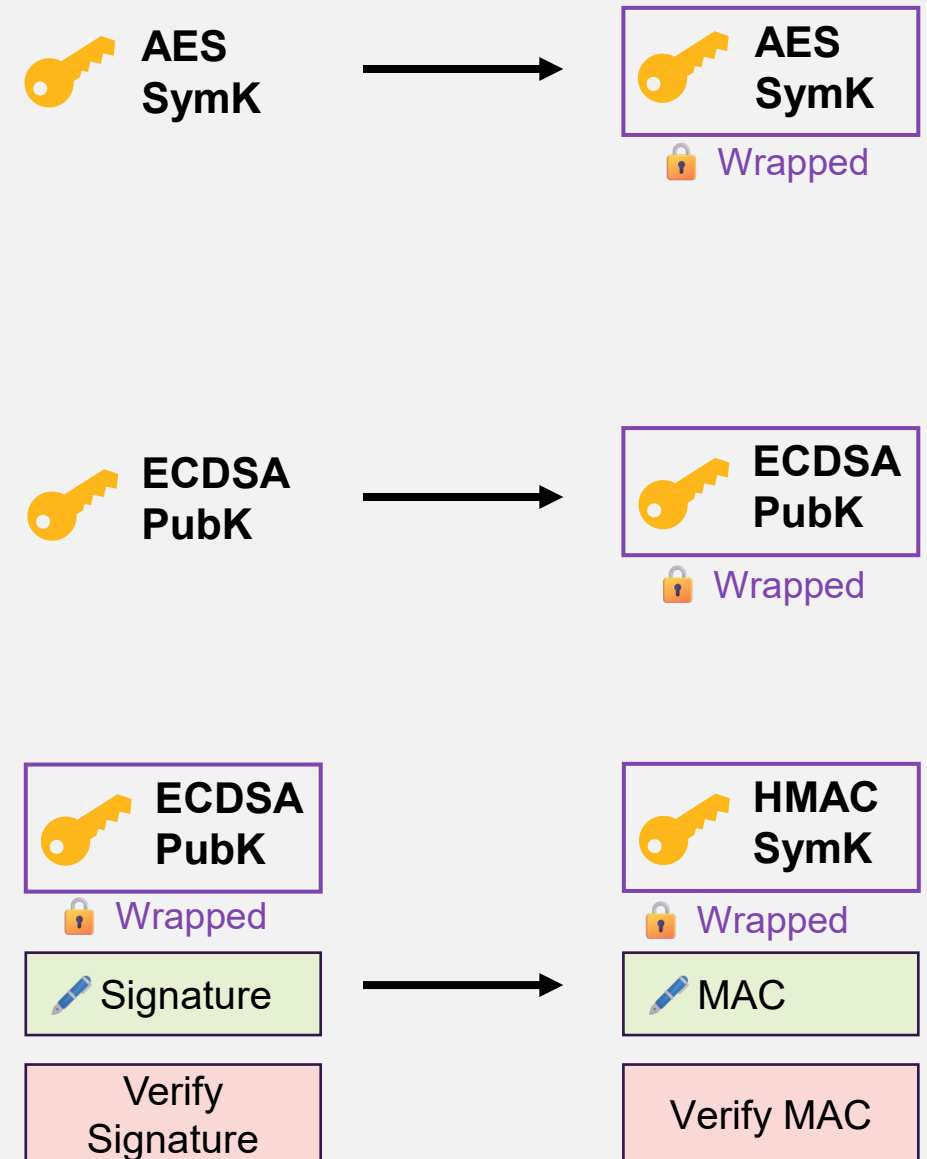 AES
SymK
AES
SymK
Wrapped
ECDSA
PubK
ECDSA
PubK
Wrapped
ECDSA
PubK
Wrapped
HMAC
SymK
Wrapped
Signature
MAC
Verify
Signature
Verify MAC